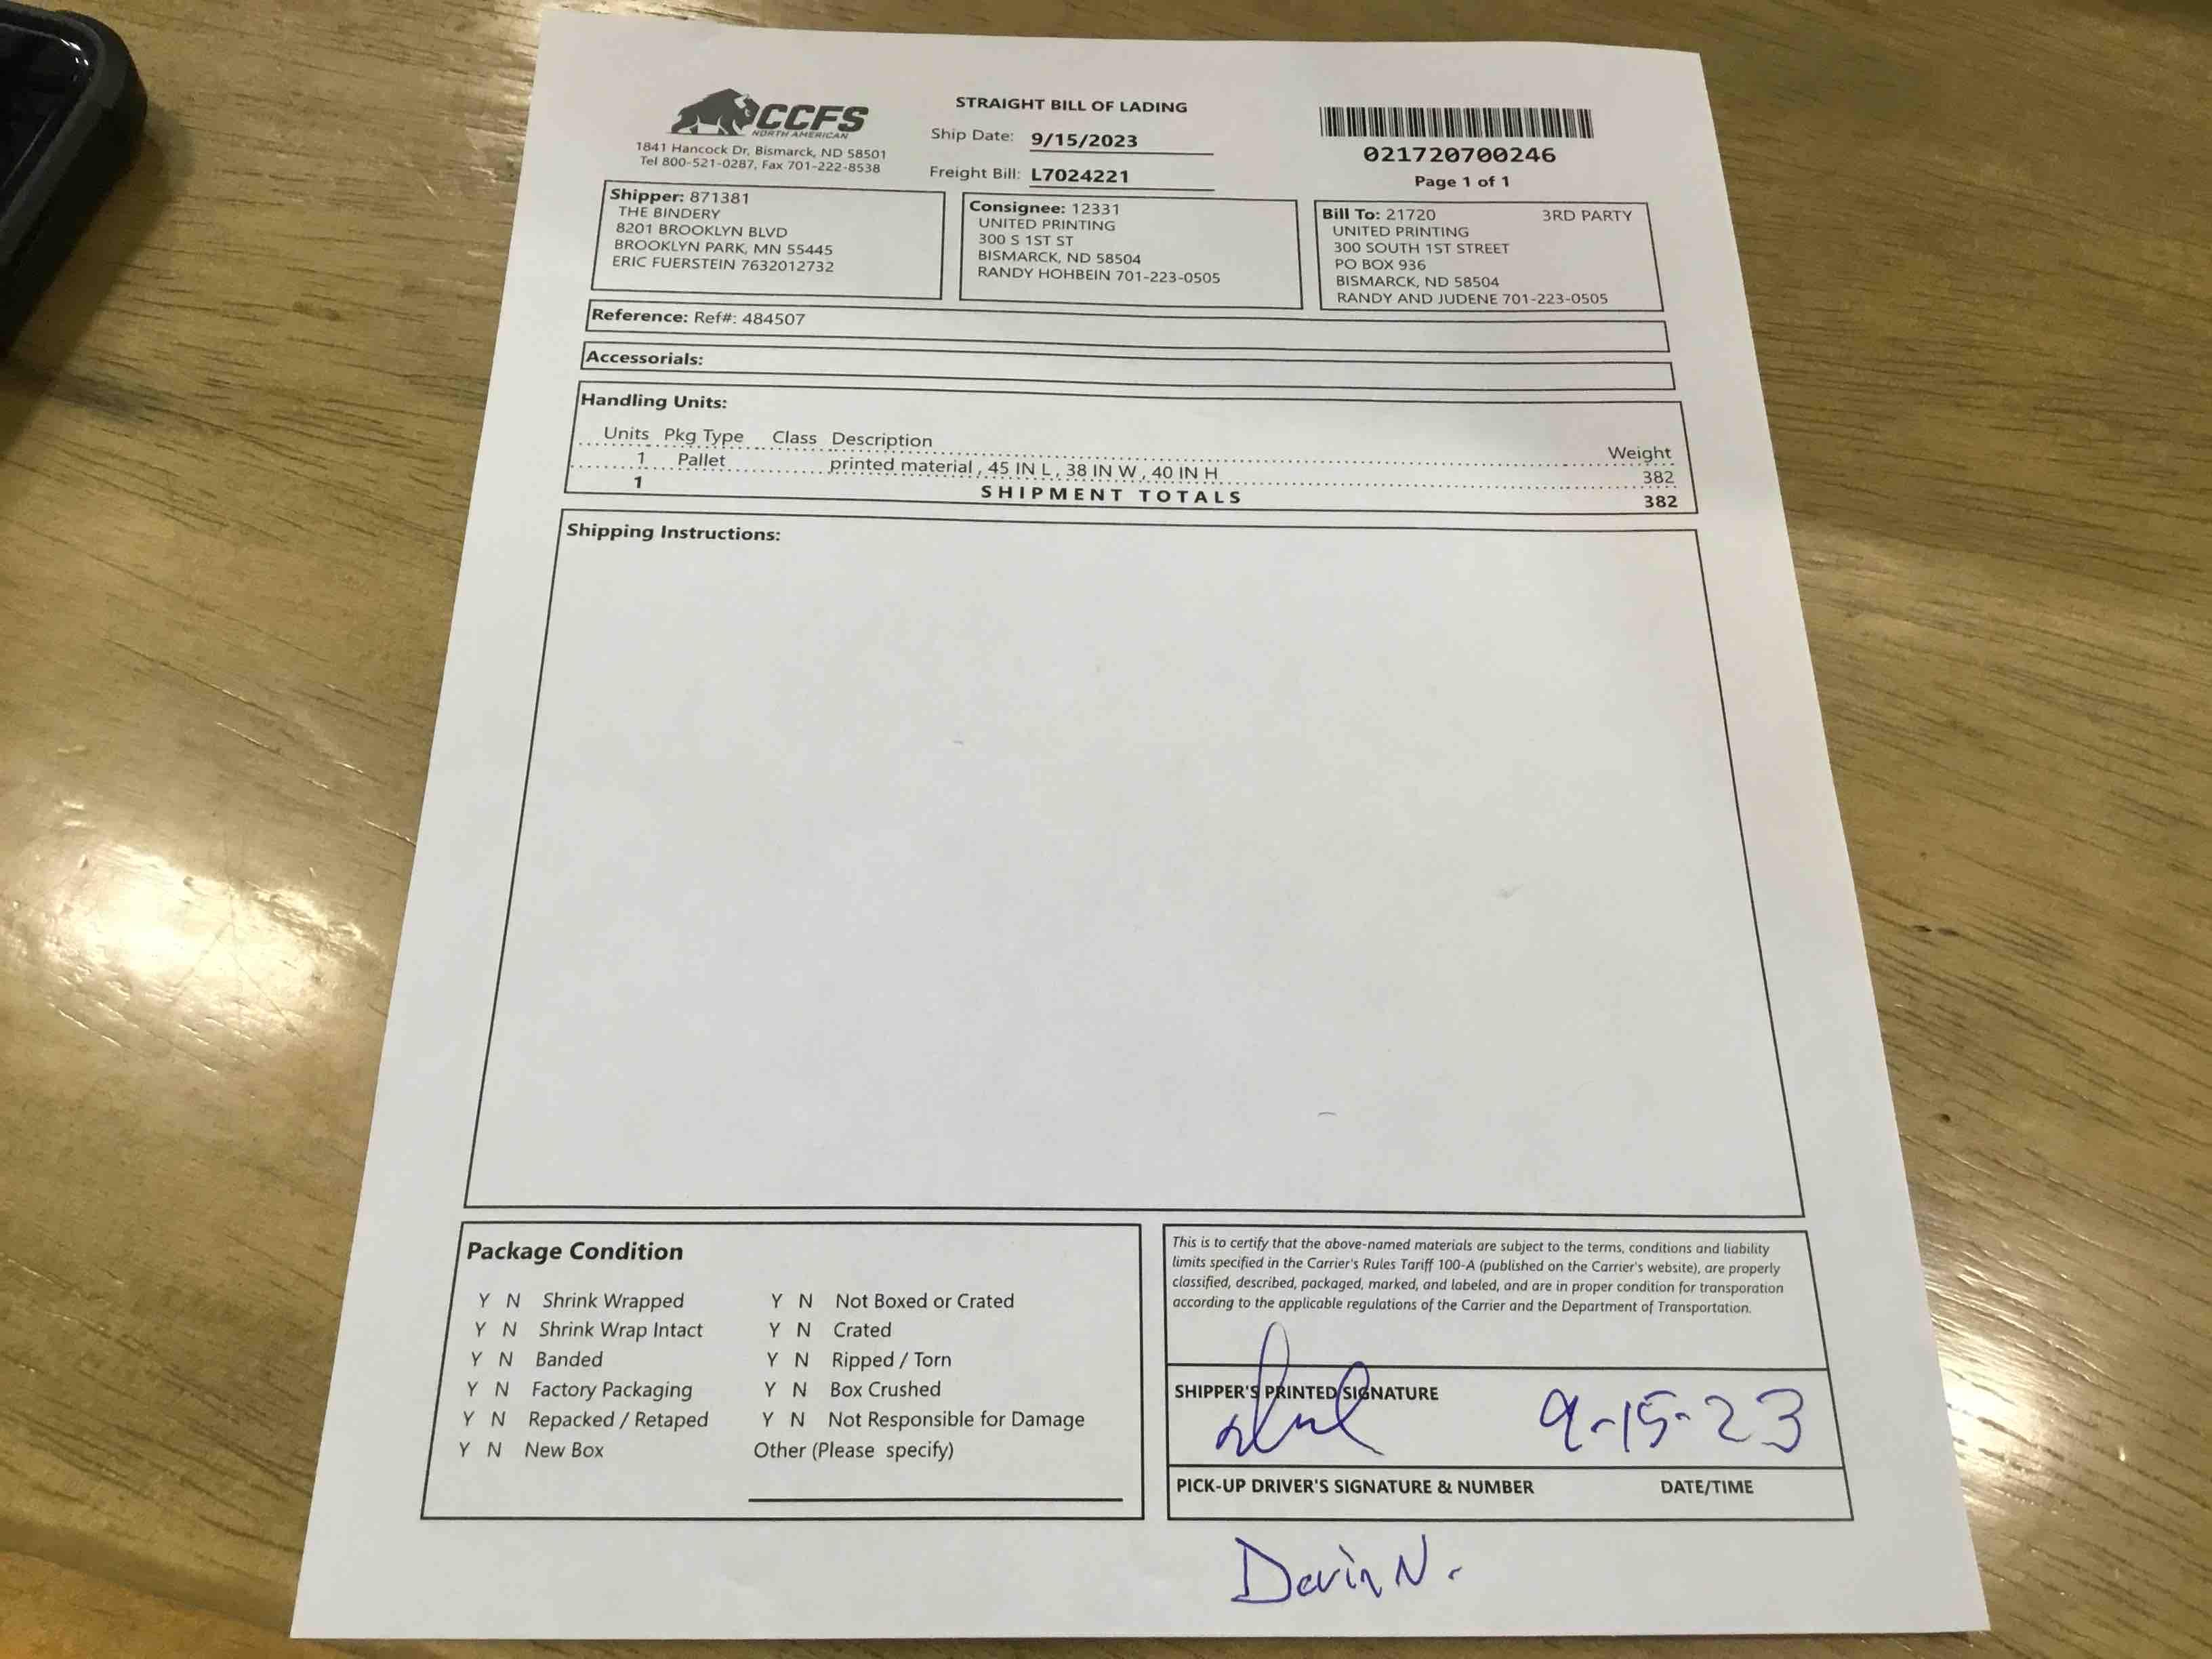 CCFS
NORTH AMERICAN
1841 Hancock Dr, Bismarck, ND 58501
Tel 800-521-0287, Fax 701-222-8538
STRAIGHT BILL OF LADING
Ship Date: 9/15/2023
Freight Bill: L7024221
021720700246
Page 1 of 1
Shipper: 871381
THE BINDERY
8201 BROOKLYN BLVD
BROOKLYN PARK, MN 55445
ERIC FUERSTEIN 7632012732
Consignee: 12331
UNITED PRINTING
300 S 1ST ST
BISMARCK, ND 58504
RANDY HOHBEIN 701-223-0505
Bill To: 21720 3RD PARTY
UNITED PRINTING
300 SOUTH 1ST STREET
PO BOX 936
BISMARCK, ND 58504
RANDY AND JUDENE 701-223-0505
Reference: Ref#: 484507
Accessorials:
Handling Units:
Units Pkg Type Class Description Weight
1 Pallet printed material , 45 IN L , 38 IN W , 40 IN H 382
1 SHIPMENT TOTALS 382
Shipping Instructions:
Package Condition
Y N Shrink Wrapped
Y N Shrink Wrap Intact
Y N Banded
Y N Factory Packaging
Y N Repacked / Retaped
Y N New Box
Y N Not Boxed or Crated
Y N Crated
Y N Ripped / Torn
Y N Box Crushed
Y N Not Responsible for Damage
Other (Please specify)
This is to certify that the above-named materials are subject to the terms, conditions and liability
limits specified in the Carrier's Rules Tariff 100-A (published on the Carrier's website), are properly
classified, described, packaged, marked, and labeled, and are in proper condition for transporation
according to the applicable regulations of the Carrier and the Department of Transportation.
SHIPPER'S PRINTED SIGNATURE
9-15-23
PICK-UP DRIVER'S SIGNATURE & NUMBER DATE/TIME
Devin N.